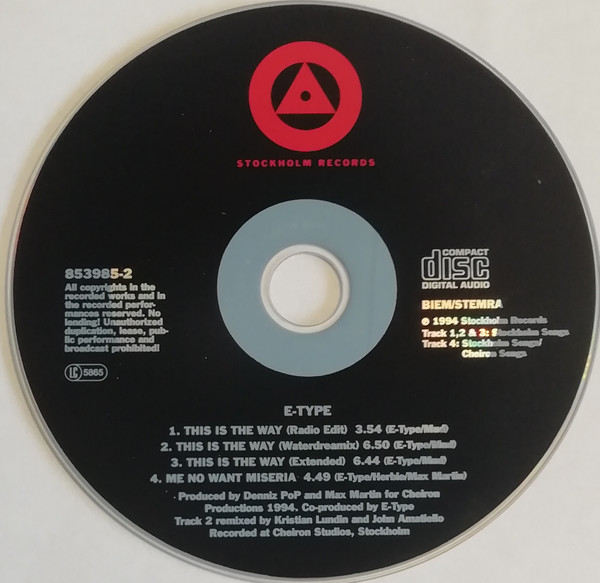 STOCKHOLM RECORDS
853985-2
All copyrights in the
recorded works and in
the recorded perfor-
mances reserved. No
lending! Unauthorized
duplication, lease, pub-
lic performance and
broadcast prohibited!
LC 5865
COMPACT
disc
DIGITAL AUDIO
BIEM/STEMRA
℗ 1994 Stockholm Records
Track 1,2 & 3: Stockholm Songs
Track 4: Stockholm Songs/
Cheiron Songs
E-TYPE
1. THIS IS THE WAY (Radio Edit) 3.54 (E-Type/Mud)
2. THIS IS THE WAY (Waterdreamix) 6.50 (E-Type/Mud)
3. THIS IS THE WAY (Extended) 6.44 (E-Type/Mud)
4. ME NO WANT MISERIA 4.49 (E-Type/Herbie/Max Martin)
Produced by Denniz PoP and Max Martin for Cheiron
Productions 1994. Co-produced by E-Type
Track 2 remixed by Kristian Lundin and John Amatiello
Recorded at Cheiron Studios, Stockholm